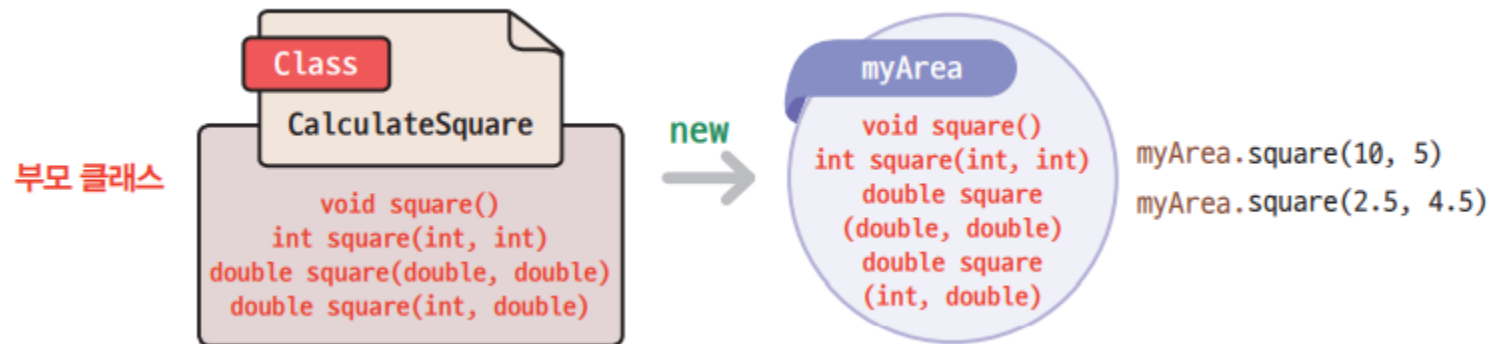 Class
CalculateSquare
부모 클래스
void square()
int square(int, int)
double square(double, double)
double square(int, double)
new
myArea
void square()
int square(int, int)
double square
(double, double)
double square
(int, double)
myArea.square(10, 5)
myArea.square(2.5, 4.5)